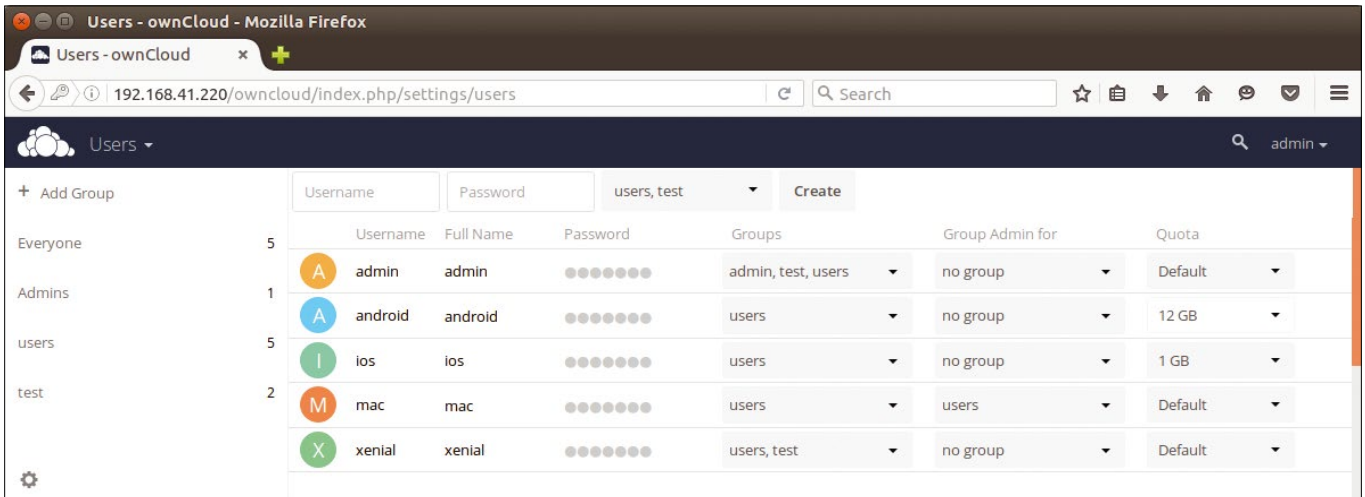 Users - ownCloud - Mozilla Firefox
Users - ownCloud
192.168.41.220/owncloud/index.php/settings/users
Search
Users
admin
+ Add Group
Username Password users, test Create
Username Full Name Password Groups Group Admin for Quota
Everyone 5
A admin admin admin, test, users no group Default
Admins 1
A android android users no group 12 GB
users 5
I ios ios users no group 1 GB
test 2
M mac mac users users Default
X xenial xenial users, test no group Default